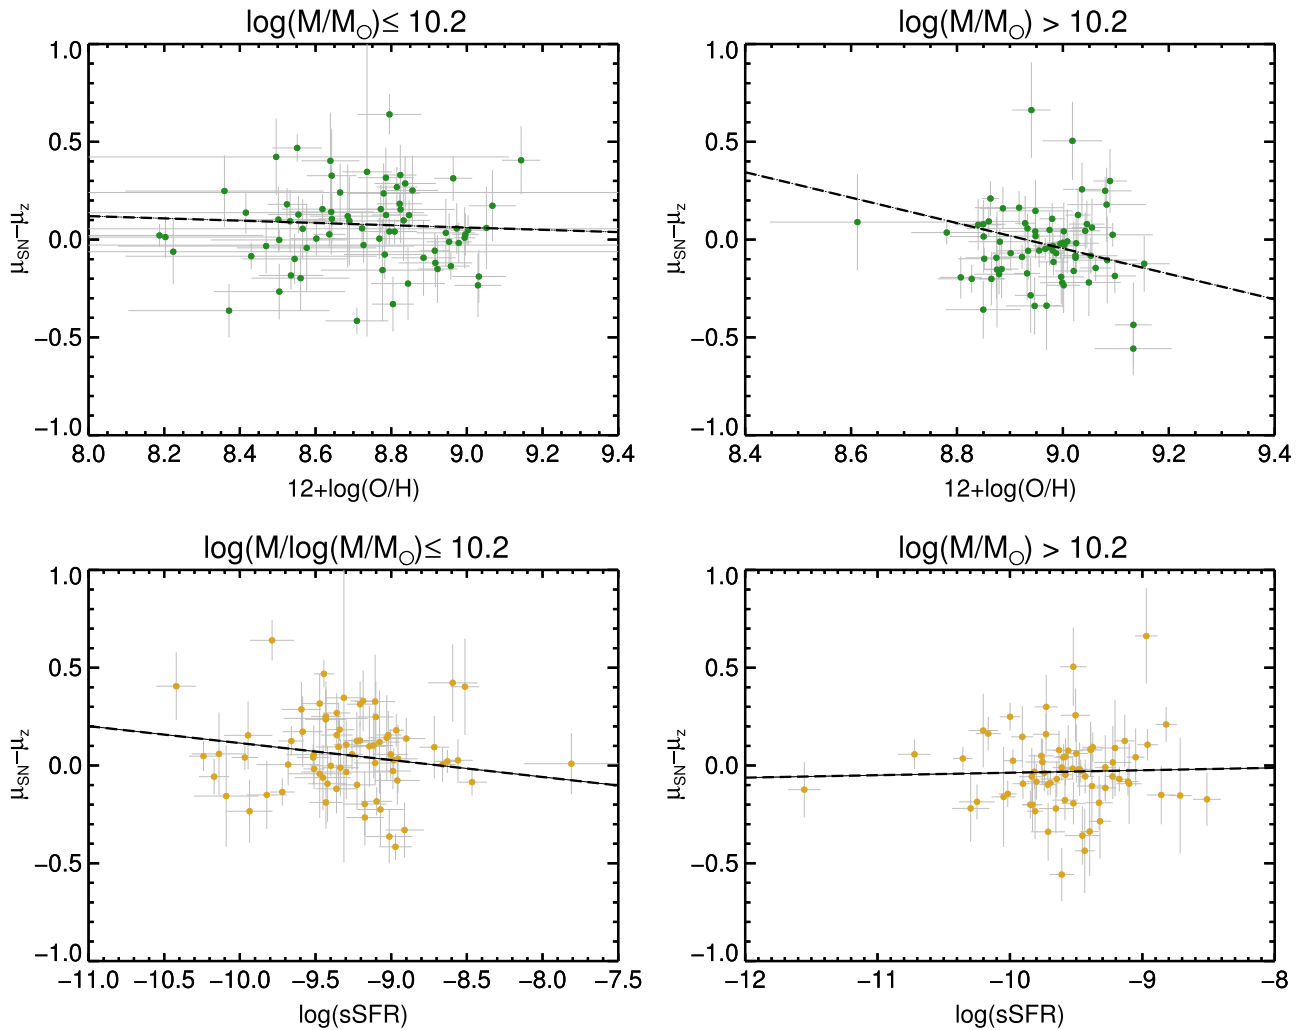 log(M/M☉)≤ 10.2
log(M/M☉) > 10.2
1.0
0.5
0.0
−0.5
−1.0
μSN−μz
8.0 8.2 8.4 8.6 8.8 9.0 9.2 9.4
12+log(O/H)
1.0
0.5
0.0
−0.5
−1.0
μSN−μz
8.4 8.6 8.8 9.0 9.2 9.4
12+log(O/H)
log(M/log(M/M☉)≤ 10.2
log(M/M☉) > 10.2
1.0
0.5
0.0
−0.5
−1.0
μSN−μz
−11.0 −10.5 −10.0 −9.5 −9.0 −8.5 −8.0 −7.5
log(sSFR)
1.0
0.5
0.0
−0.5
−1.0
μSN−μz
−12 −11 −10 −9 −8
log(sSFR)